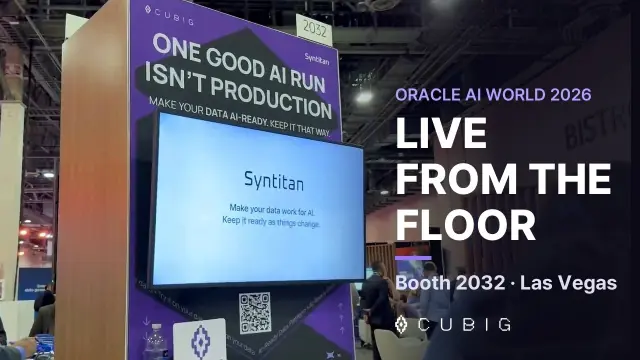 CUBIG
2032
Syntitan
ONE GOOD AI RUN
ISN'T PRODUCTION
MAKE YOUR DATA AI-READY. KEEP IT THAT WAY.
Syntitan
Make your data work for AI.
Keep it ready as things change.
ORACLE AI WORLD 2026
LIVE
FROM THE
FLOOR
Booth 2032 · Las Vegas
CUBIG
BISTR